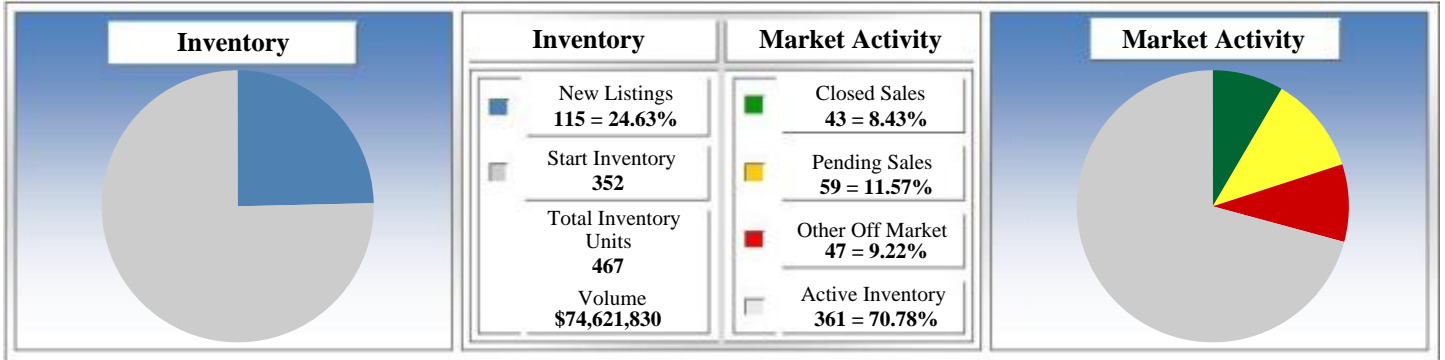 Inventory
Inventory
Market Activity
New Listings
115 = 24.63%
Start Inventory
352
Total Inventory
Units
467
Volume
$74,621,830
Closed Sales
43 = 8.43%
Pending Sales
59 = 11.57%
Other Off Market
47 = 9.22%
Active Inventory
361 = 70.78%
Market Activity